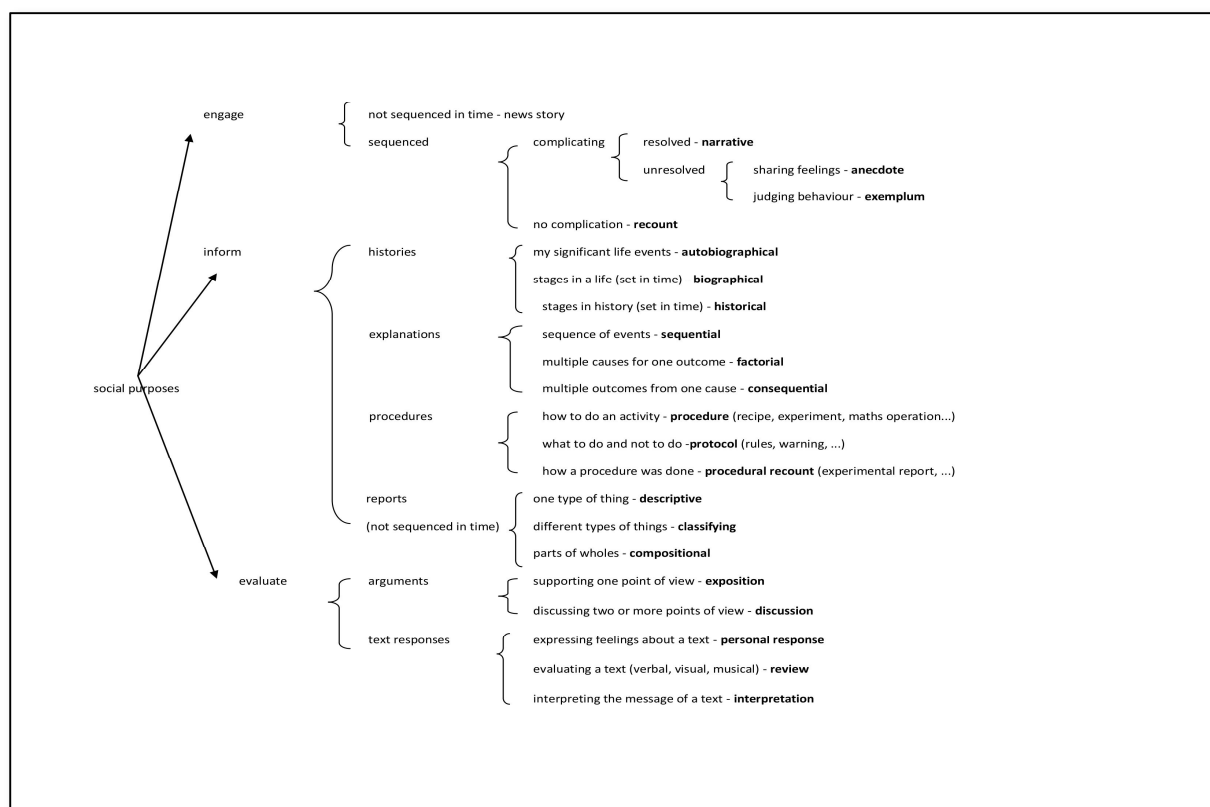 engage not sequenced in time - news story
sequenced complicating resolved - narrative
unresolved sharing feelings - anecdote
judging behaviour - exemplum
no complication - recount
inform histories my significant life events - autobiographical
stages in a life (set in time) biographical
stages in history (set in time) - historical
explanations sequence of events - sequential
multiple causes for one outcome - factorial
social purposes multiple outcomes from one cause - consequential
procedures how to do an activity - procedure (recipe, experiment, maths operation...)
what to do and not to do -protocol (rules, warning, ...)
how a procedure was done - procedural recount (experimental report, ...)
reports one type of thing - descriptive
(not sequenced in time) different types of things - classifying
parts of wholes - compositional
evaluate arguments supporting one point of view - exposition
discussing two or more points of view - discussion
text responses expressing feelings about a text - personal response
evaluating a text (verbal, visual, musical) - review
interpreting the message of a text - interpretation